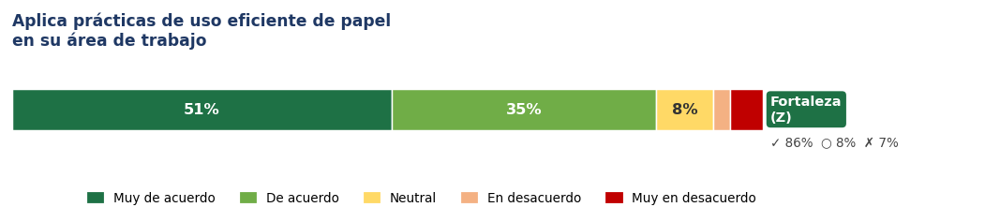 Aplica prácticas de uso eficiente de papel
en su área de trabajo
51%
35%
8%
Fortaleza
(Z)
✓ 86% ○ 8% ✗ 7%
Muy de acuerdo
De acuerdo
Neutral
En desacuerdo
Muy en desacuerdo